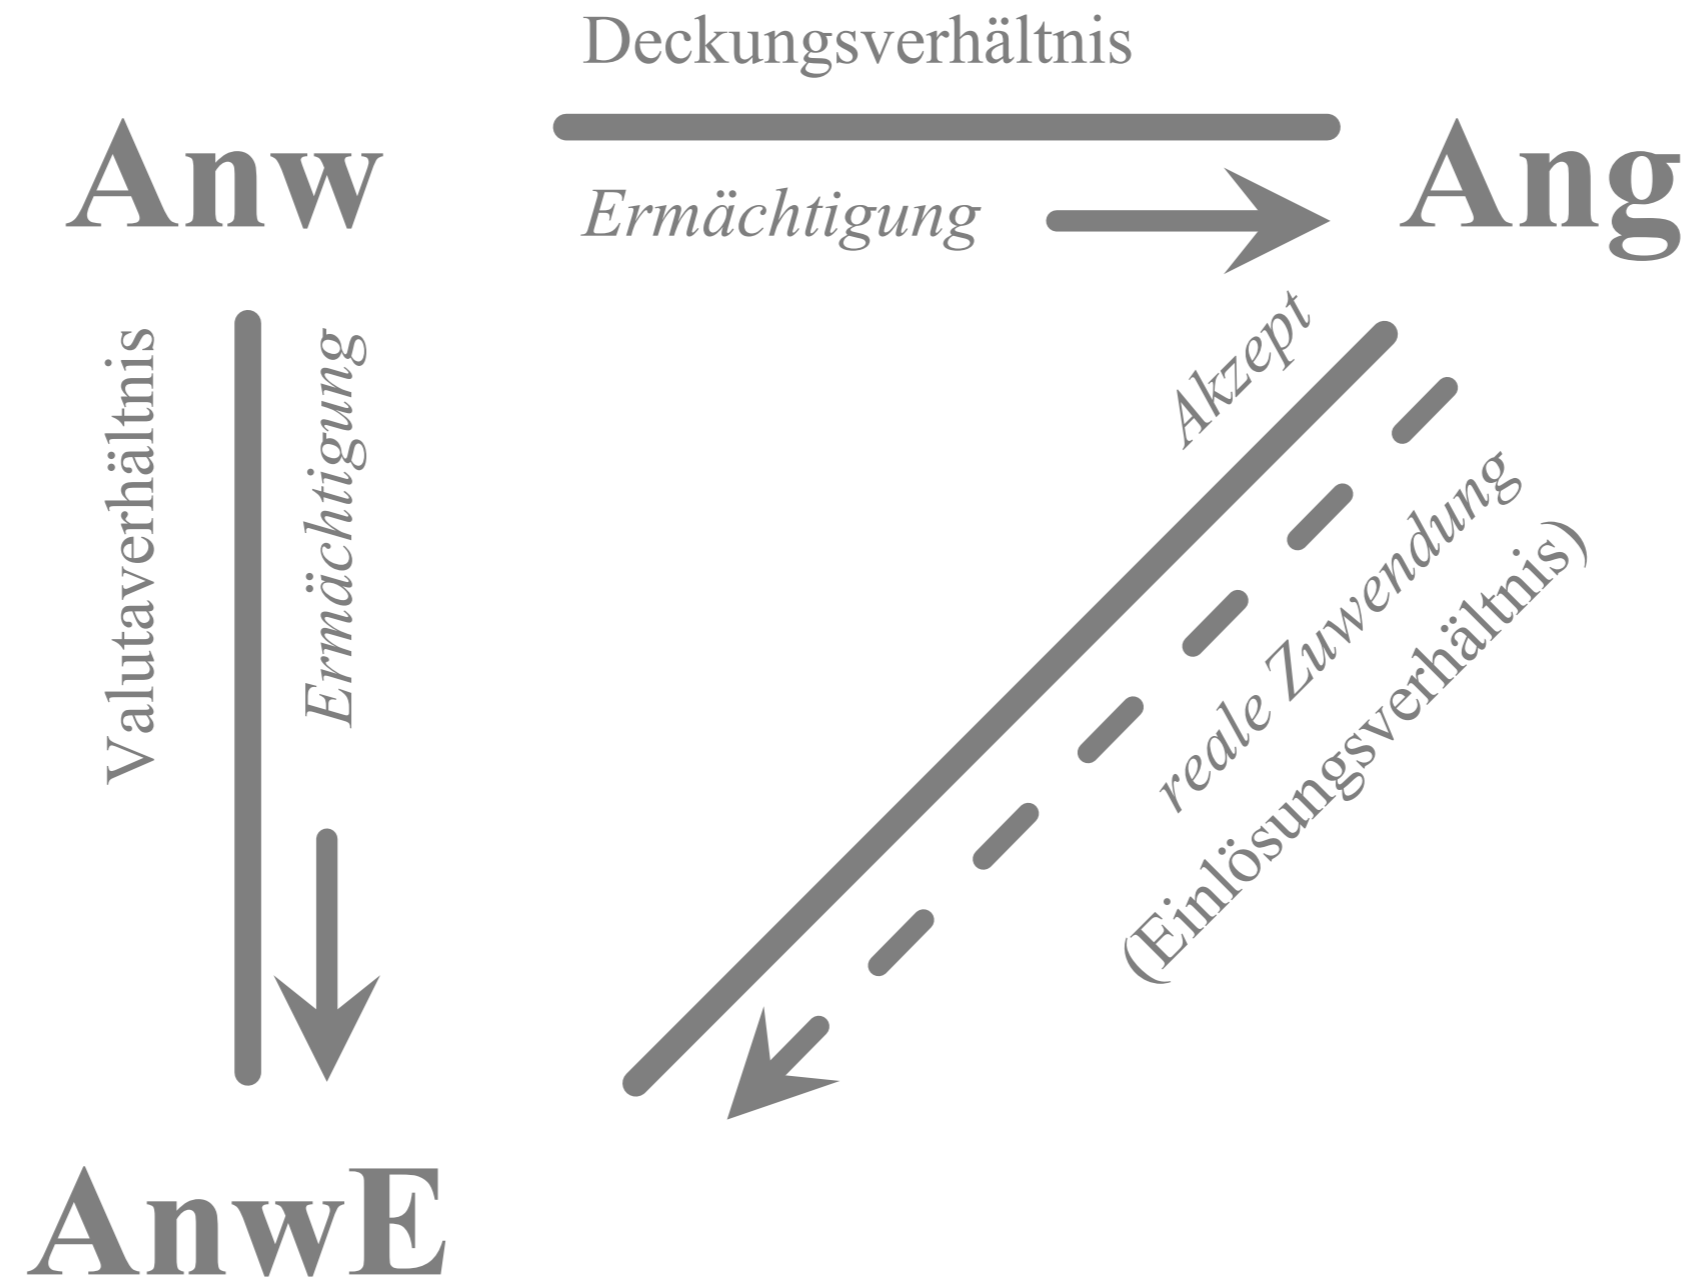 Deckungsverhältnis
Anw
Ang
Ermächtigung
Valutaverhältnis
Ermächtigung
Akzept
reale Zuwendung
(Einlösungsverhältnis)
AnwE